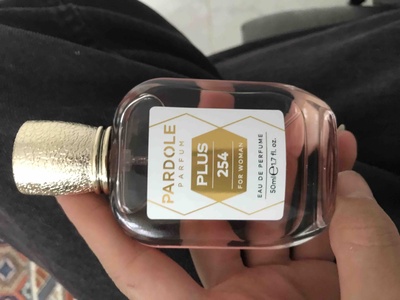 PARDOLE
PARFUM
PLUS
254
FOR WOMAN
EAU DE PERFUME
50ml℮1.7 fl. oz.